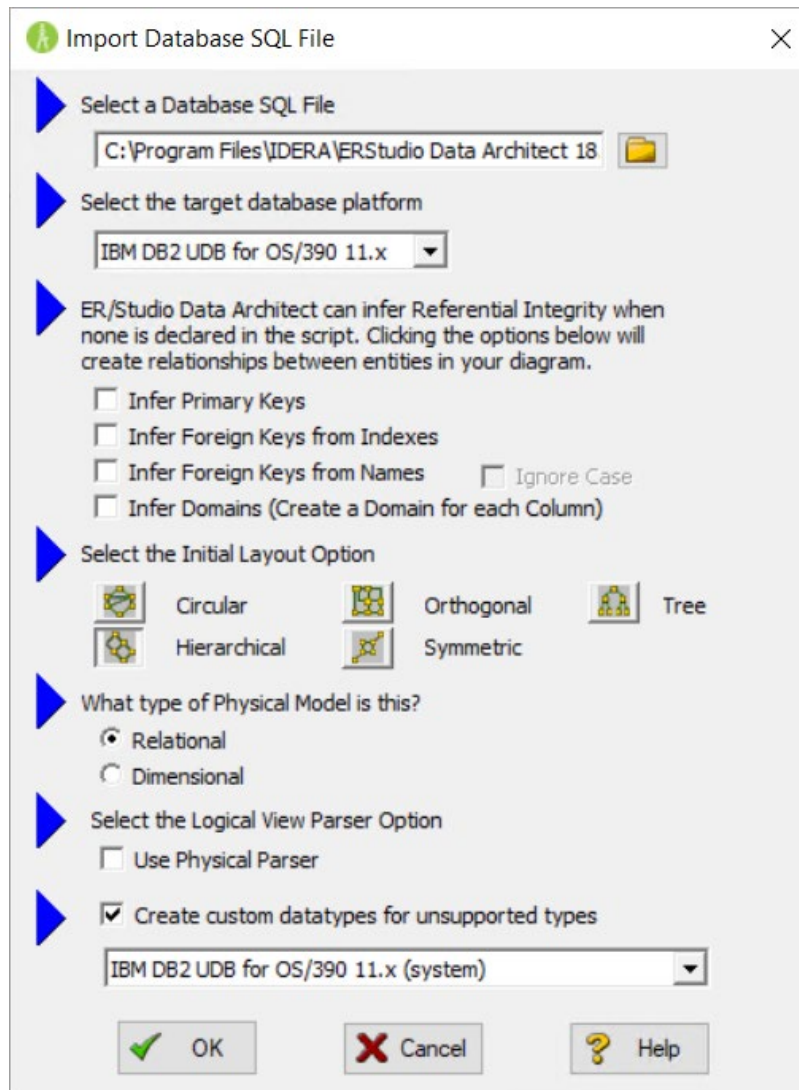 Import Database SQL File
Select a Database SQL File
C:\Program Files\IDERA\ERStudio Data Architect 18
Select the target database platform
IBM DB2 UDB for OS/390 11.x
ER/Studio Data Architect can infer Referential Integrity when
none is declared in the script. Clicking the options below will
create relationships between entities in your diagram.
Infer Primary Keys
Infer Foreign Keys from Indexes
Infer Foreign Keys from Names Ignore Case
Infer Domains (Create a Domain for each Column)
Select the Initial Layout Option
Circular Orthogonal Tree
Hierarchical Symmetric
What type of Physical Model is this?
Relational
Dimensional
Select the Logical View Parser Option
Use Physical Parser
Create custom datatypes for unsupported types
IBM DB2 UDB for OS/390 11.x (system)
OK Cancel Help